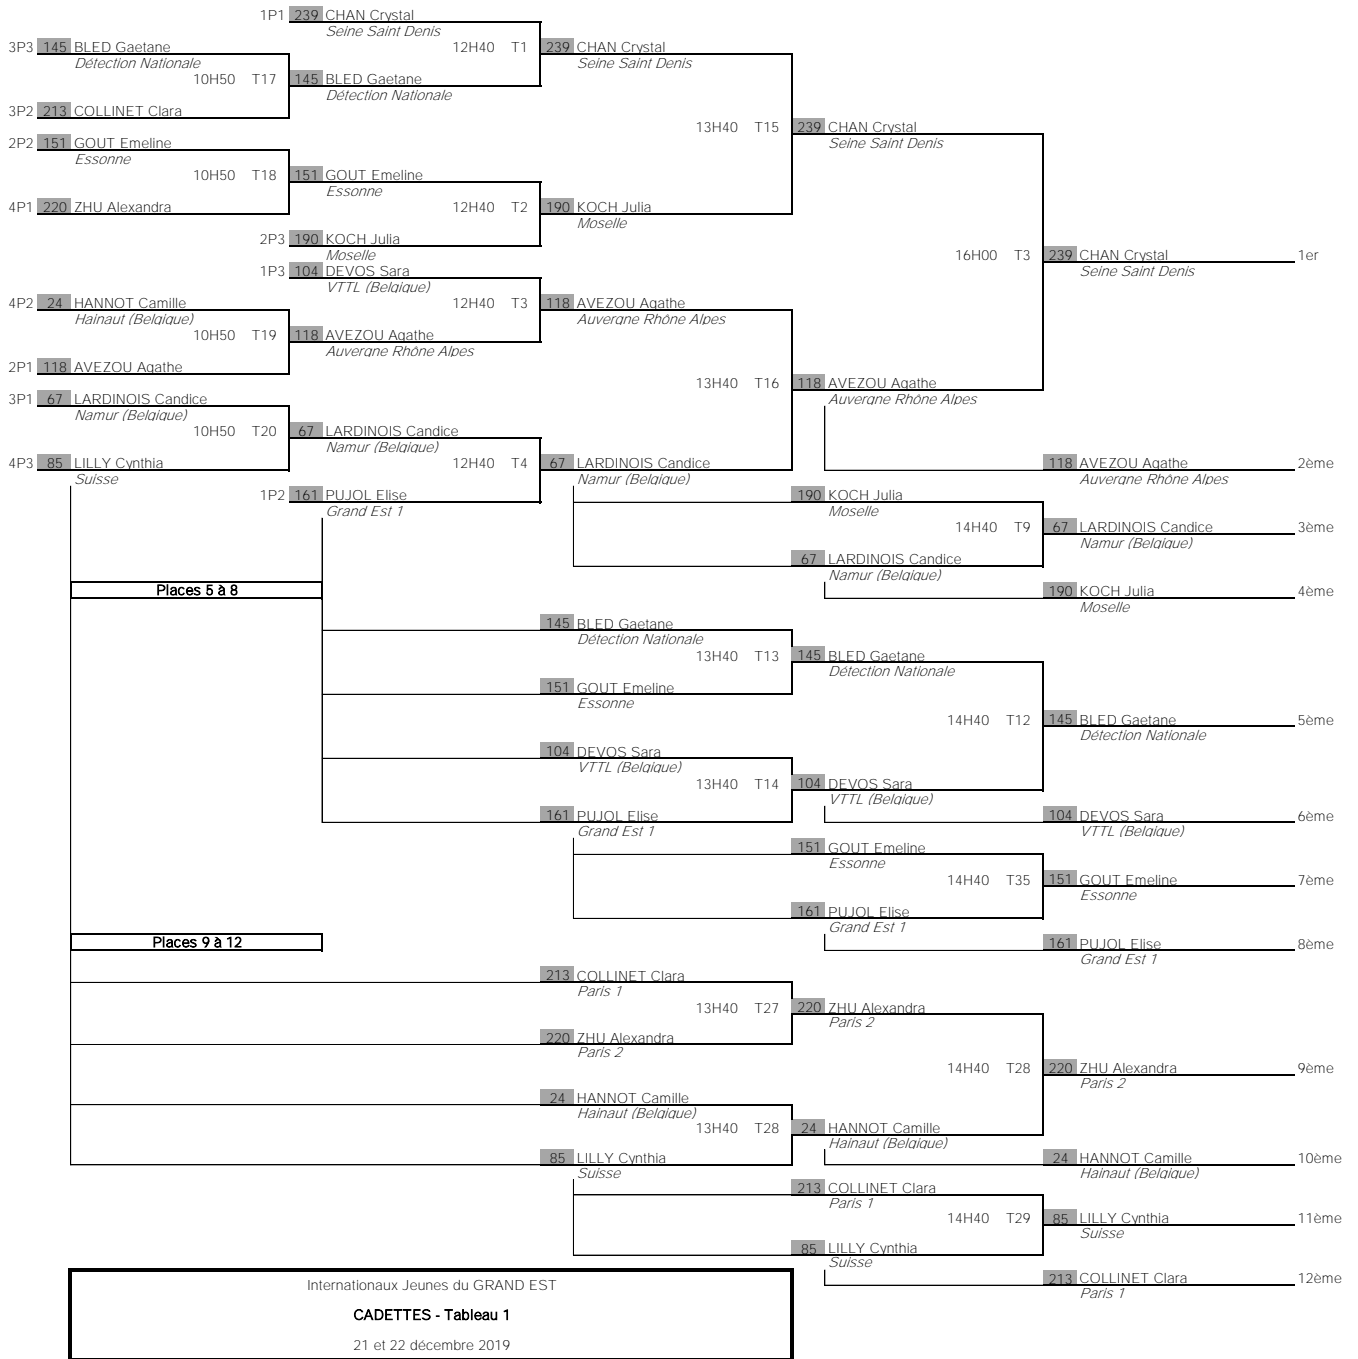 1P1 239 CHAN Crystal
Seine Saint Denis
3P3 145 BLED Gaetane 12H40 T1 239 CHAN Crystal
Détection Nationale Seine Saint Denis
10H50 T17 145 BLED Gaetane
Détection Nationale
3P2 213 COLLINET Clara
13H40 T15 239 CHAN Crystal
2P2 151 GOUT Emeline Seine Saint Denis
Essonne
10H50 T18 151 GOUT Emeline
Essonne
4P1 220 ZHU Alexandra 12H40 T2 190 KOCH Julia
Moselle
2P3 190 KOCH Julia
Moselle 16H00 T3 239 CHAN Crystal 1er
1P3 104 DEVOS Sara Seine Saint Denis
VTTL (Belgique)
4P2 24 HANNOT Camille 12H40 T3 118 AVEZOU Agathe
Hainaut (Belgique) Auvergne Rhône Alpes
10H50 T19 118 AVEZOU Agathe
Auvergne Rhône Alpes
2P1 118 AVEZOU Agathe
13H40 T16 118 AVEZOU Agathe
3P1 67 LARDINOIS Candice Auvergne Rhône Alpes
Namur (Belgique)
10H50 T20 67 LARDINOIS Candice
Namur (Belgique)
4P3 85 LILLY Cynthia 12H40 T4 67 LARDINOIS Candice 118 AVEZOU Agathe 2ème
Suisse Namur (Belgique) Auvergne Rhône Alpes
1P2 161 PUJOL Elise 190 KOCH Julia
Grand Est 1 Moselle
14H40 T9 67 LARDINOIS Candice 3ème
Namur (Belgique)
67 LARDINOIS Candice
Namur (Belgique)
Places 5 à 8 190 KOCH Julia 4ème
Moselle
145 BLED Gaetane
Détection Nationale
13H40 T13 145 BLED Gaetane
Détection Nationale
151 GOUT Emeline
Essonne
14H40 T12 145 BLED Gaetane 5ème
Détection Nationale
104 DEVOS Sara
VTTL (Belgique)
13H40 T14 104 DEVOS Sara
VTTL (Belgique)
161 PUJOL Elise 104 DEVOS Sara 6ème
Grand Est 1 VTTL (Belgique)
151 GOUT Emeline
Essonne
14H40 T35 151 GOUT Emeline 7ème
Essonne
161 PUJOL Elise
Grand Est 1
Places 9 à 12 161 PUJOL Elise 8ème
Grand Est 1
213 COLLINET Clara
Paris 1
13H40 T27 220 ZHU Alexandra
Paris 2
220 ZHU Alexandra
Paris 2
14H40 T28 220 ZHU Alexandra 9ème
Paris 2
24 HANNOT Camille
Hainaut (Belgique)
13H40 T28 24 HANNOT Camille
Hainaut (Belgique)
85 LILLY Cynthia 24 HANNOT Camille 10ème
Suisse Hainaut (Belgique)
213 COLLINET Clara
Paris 1
14H40 T29 85 LILLY Cynthia 11ème
Suisse
85 LILLY Cynthia
Suisse
213 COLLINET Clara 12ème
Paris 1
Internationaux Jeunes du GRAND EST
CADETTES - Tableau 1
21 et 22 décembre 2019